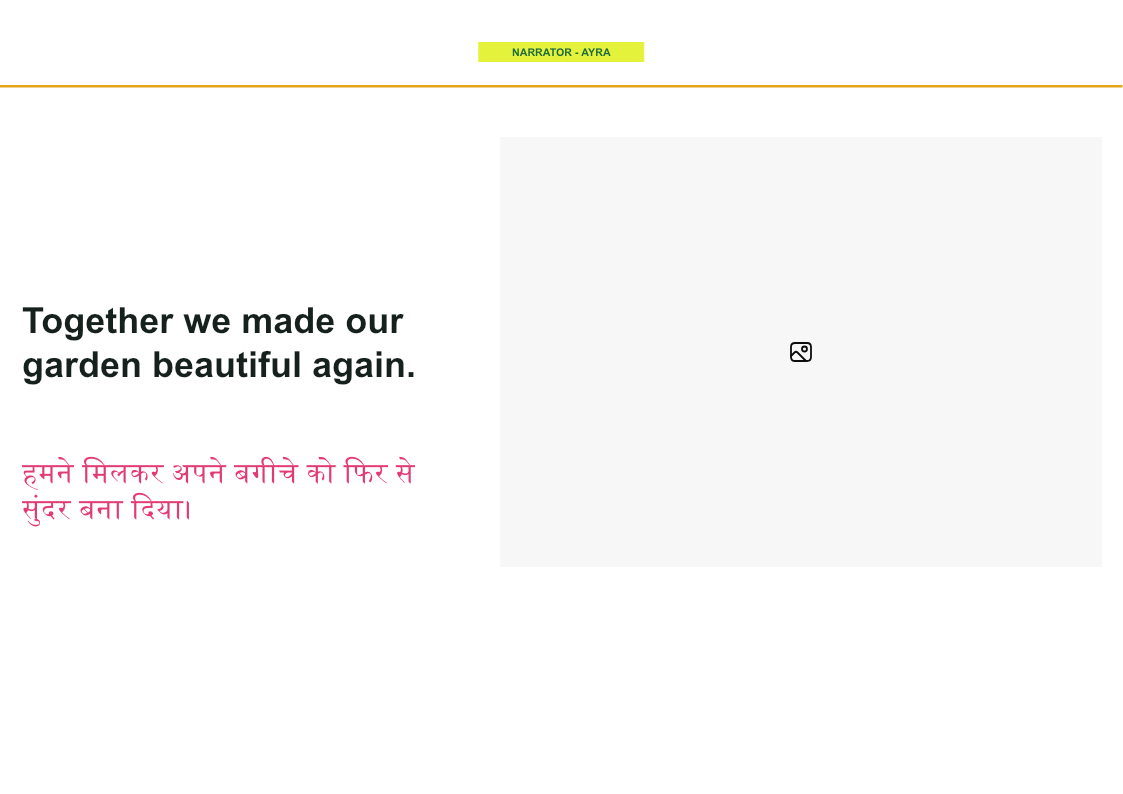 NARRATOR - AYRA
Together we made our
garden beautiful again.
हमने मिलकर अपने बगीचे को फिर से
सुंदर बना दिया।